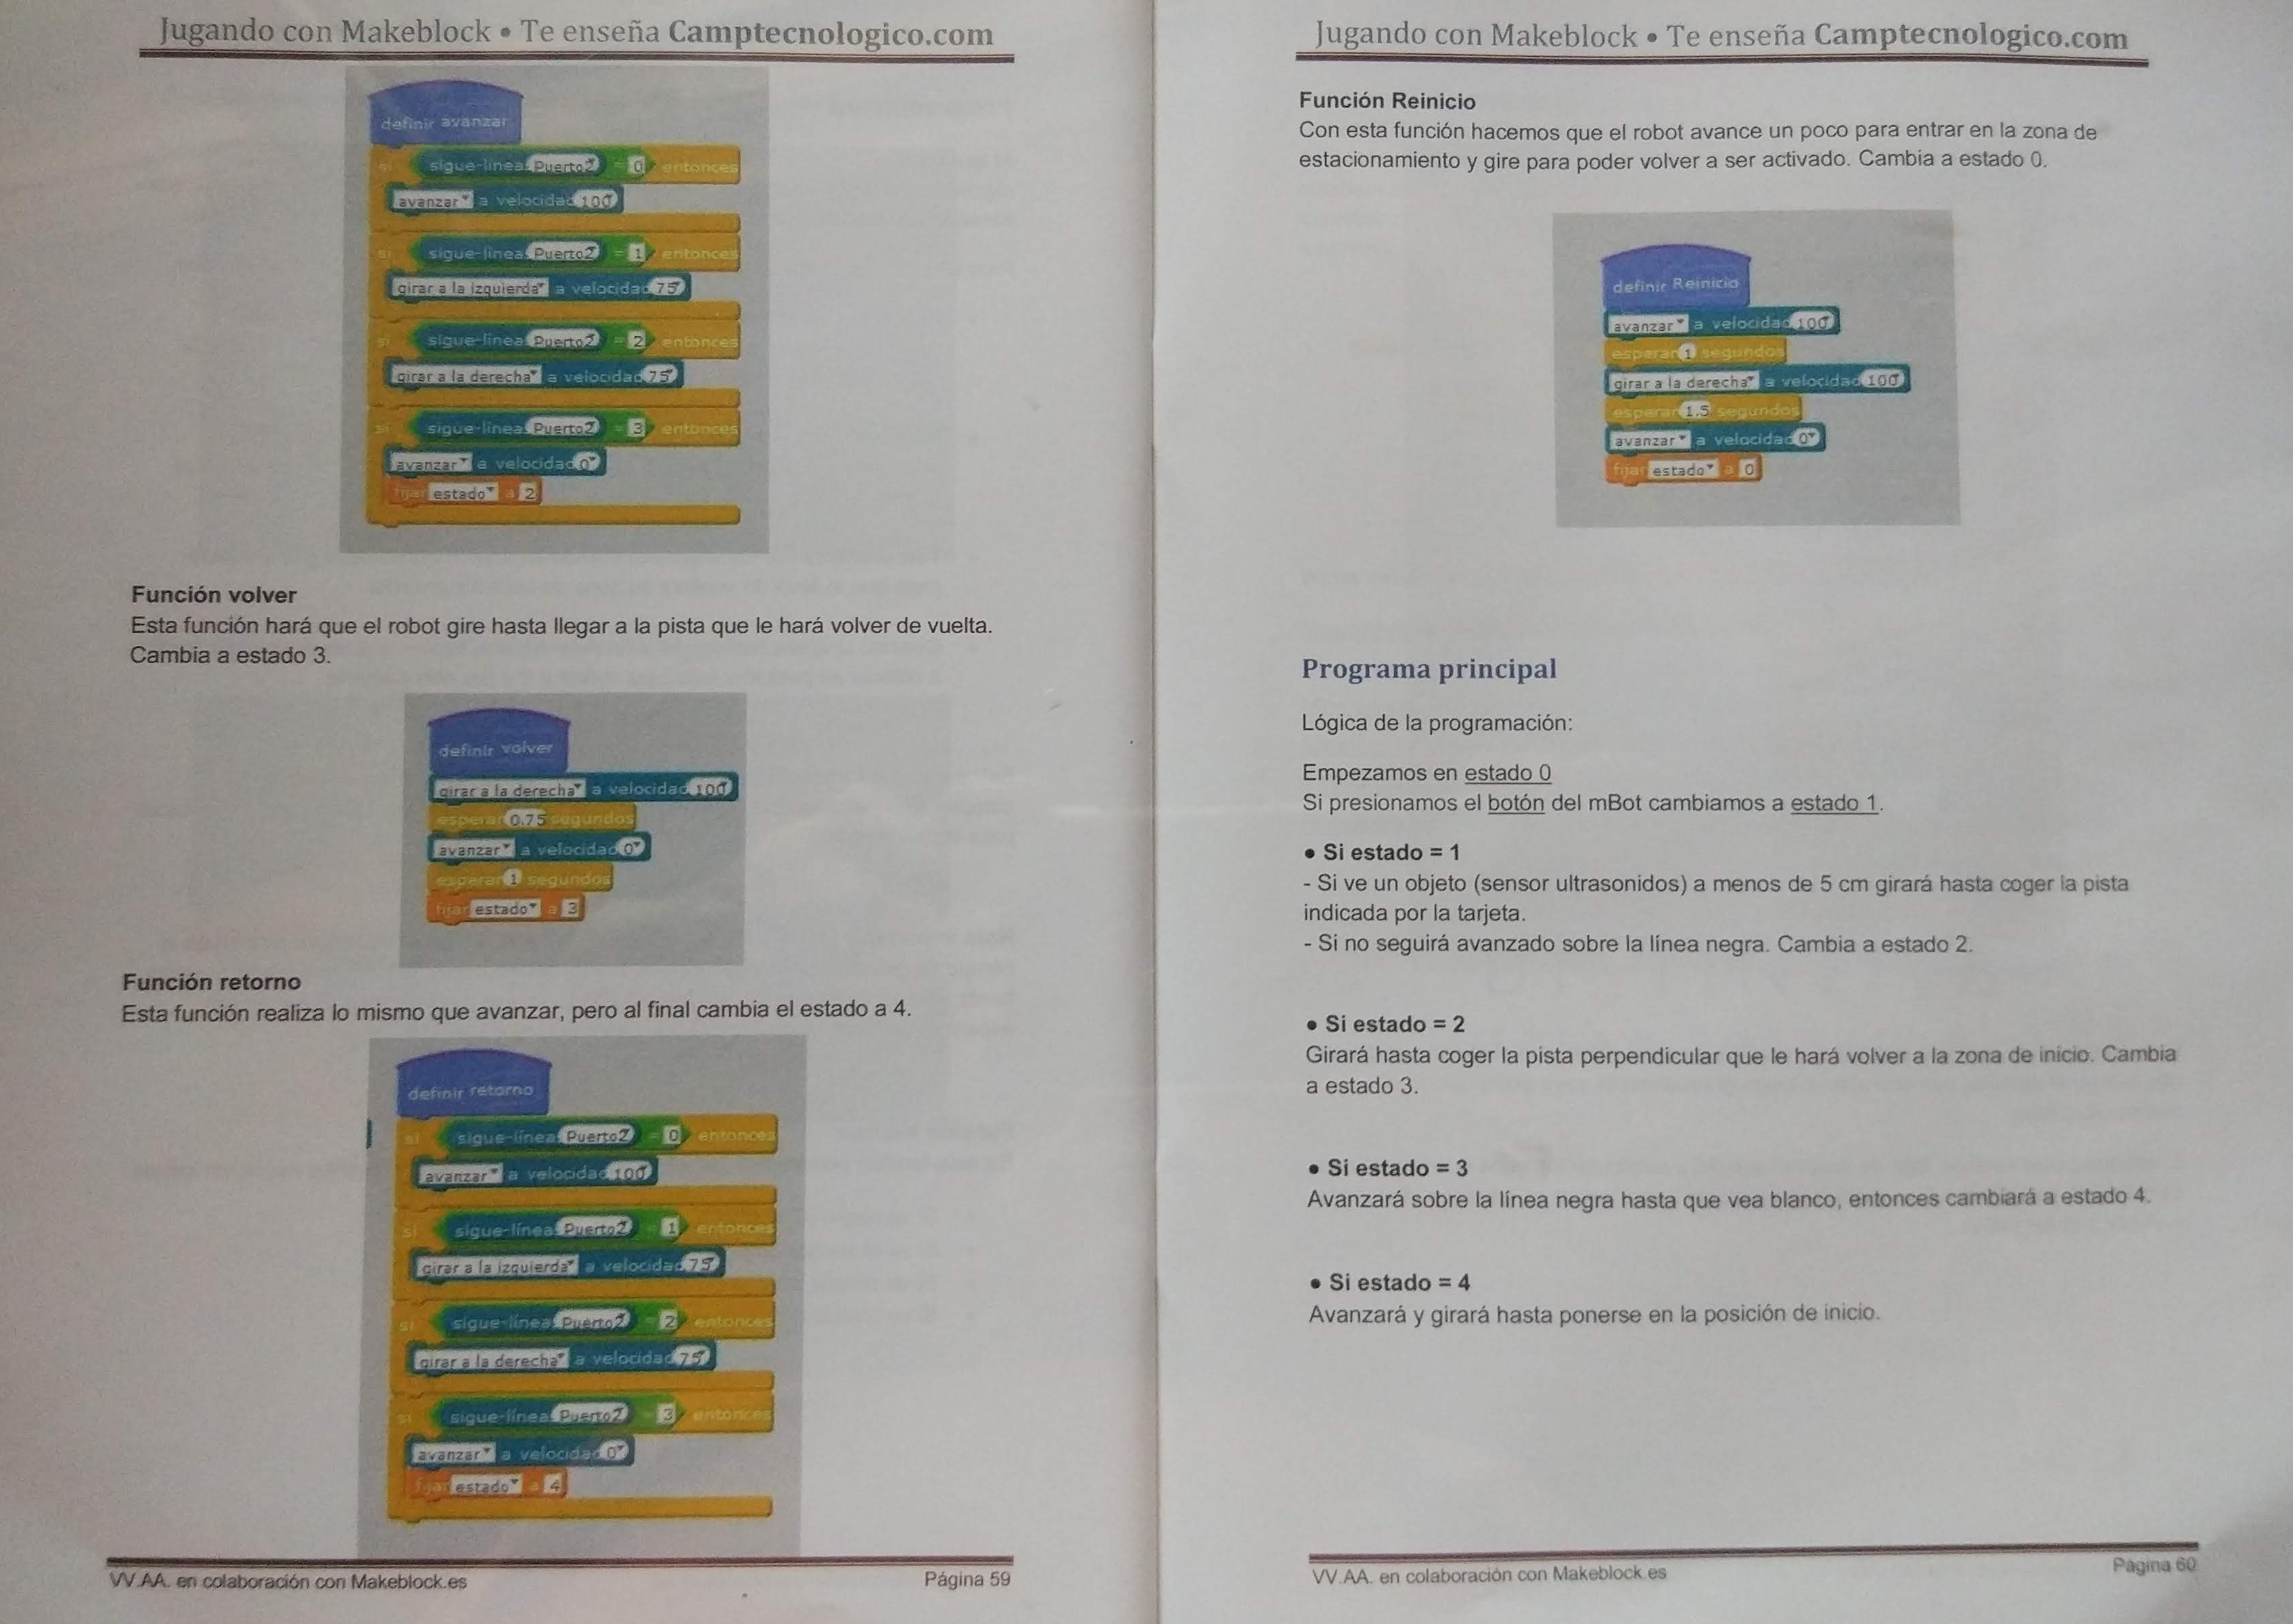 Jugando con Makeblock • Te enseña Camptecnologico.com
definir avanzar
si sigue-línea Puerto2 = 0 entonces
avanzar a velocidad 100
si sigue-línea Puerto2 = 1 entonces
girar a la izquierda a velocidad 75
si sigue-línea Puerto2 = 2 entonces
girar a la derecha a velocidad 75
si sigue-línea Puerto2 = 3 entonces
avanzar a velocidad 0
fijar estado a 2
Función volver
Esta función hará que el robot gire hasta llegar a la pista que le hará volver de vuelta.
Cambia a estado 3.
definir volver
girar a la derecha a velocidad 100
esperar 0.75 segundos
avanzar a velocidad 0
esperar 1 segundos
fijar estado a 3
Función retorno
Esta función realiza lo mismo que avanzar, pero al final cambia el estado a 4.
definir retorno
si sigue-línea Puerto2 = 0 entonces
avanzar a velocidad 100
si sigue-línea Puerto2 = 1 entonces
girar a la izquierda a velocidad 75
si sigue-línea Puerto2 = 2 entonces
girar a la derecha a velocidad 75
si sigue-línea Puerto2 = 3 entonces
avanzar a velocidad 0
fijar estado a 4
VV.AA. en colaboración con Makeblock.es Página 59
Jugando con Makeblock • Te enseña Camptecnologico.com
Función Reinicio
Con esta función hacemos que el robot avance un poco para entrar en la zona de
estacionamiento y gire para poder volver a ser activado. Cambia a estado 0.
definir Reinicio
avanzar a velocidad 100
esperar 1 segundos
girar a la derecha a velocidad 100
esperar 1.5 segundos
avanzar a velocidad 0
fijar estado a 0
Programa principal
Lógica de la programación:
Empezamos en estado 0
Si presionamos el botón del mBot cambiamos a estado 1.
• Si estado = 1
- Si ve un objeto (sensor ultrasonidos) a menos de 5 cm girará hasta coger la pista
indicada por la tarjeta.
- Si no seguirá avanzado sobre la línea negra. Cambia a estado 2.
• Si estado = 2
Girará hasta coger la pista perpendicular que le hará volver a la zona de inicio. Cambia
a estado 3.
• Si estado = 3
Avanzará sobre la línea negra hasta que vea blanco, entonces cambiará a estado 4.
• Si estado = 4
Avanzará y girará hasta ponerse en la posición de inicio.
VV.AA. en colaboración con Makeblock.es Página 60